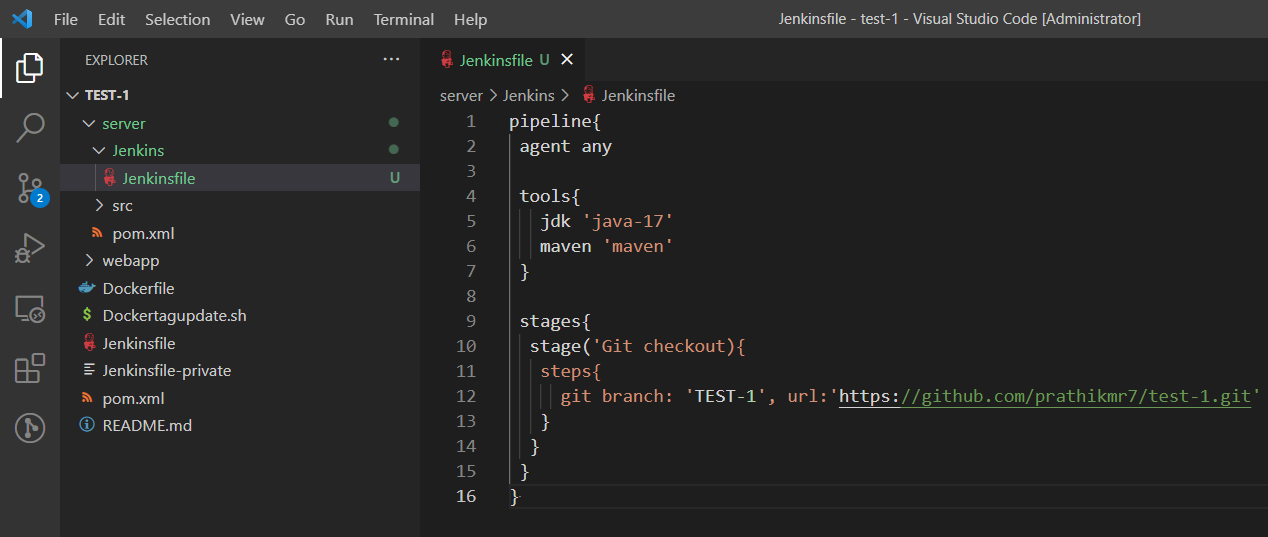 File Edit Selection View Go Run Terminal Help Jenkinsfile - test-1 - Visual Studio Code [Administrator]
EXPLORER ···
TEST-1
server
Jenkins
Jenkinsfile U
src
pom.xml
webapp
Dockerfile
$ Dockertagupdate.sh
Jenkinsfile
Jenkinsfile-private
pom.xml
README.md
2
Jenkinsfile U
server > Jenkins > Jenkinsfile
1 pipeline{
2 agent any
3
4 tools{
5 jdk 'java-17'
6 maven 'maven'
7 }
8
9 stages{
10 stage('Git checkout){
11 steps{
12 git branch: 'TEST-1', url:'https://github.com/prathikmr7/test-1.git'
13 }
14 }
15 }
16 }